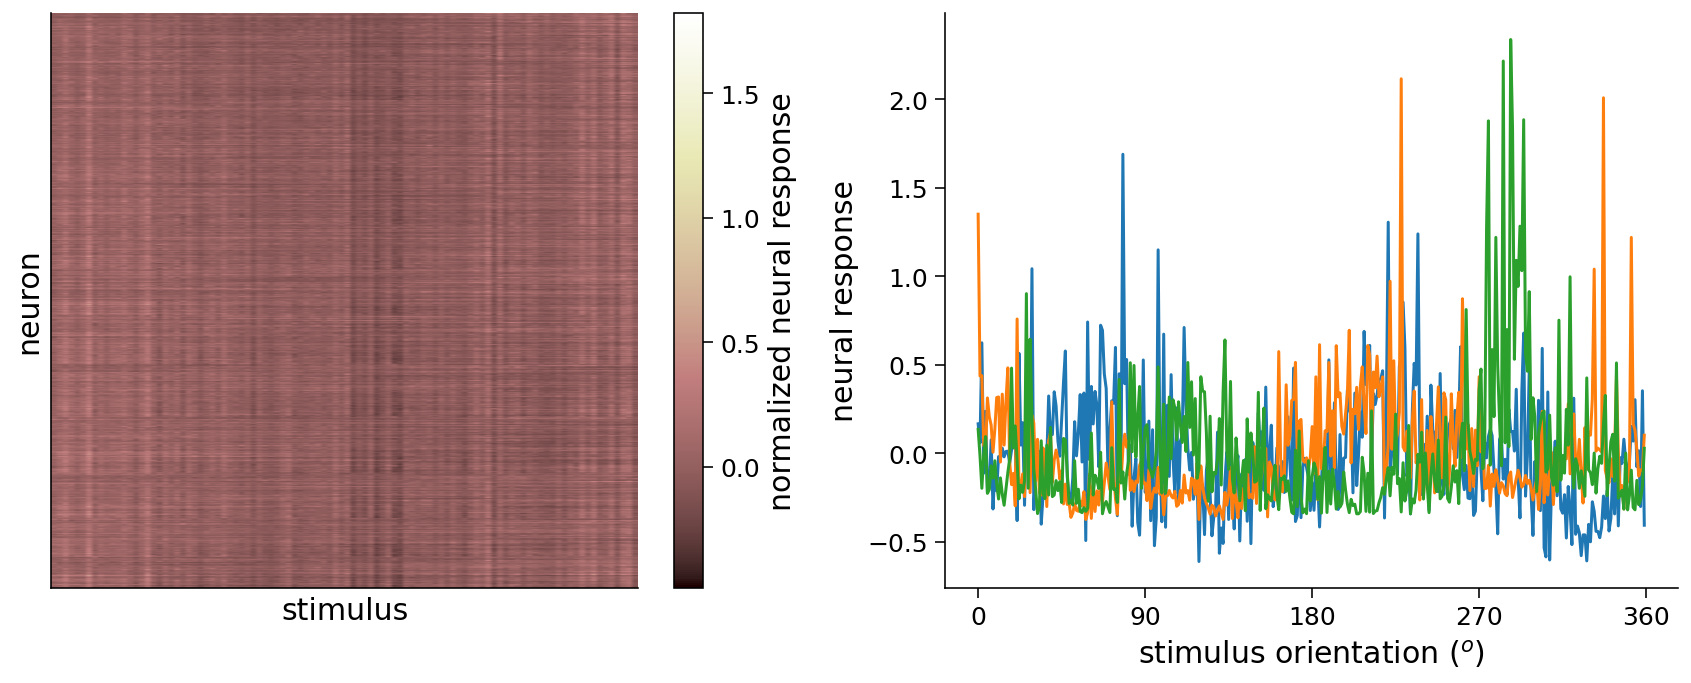 neuron
stimulus
1.5
1.0
0.5
0.0
normalized neural response
neural response
2.0
1.5
1.0
0.5
0.0
−0.5
0 90 180 270 360
stimulus orientation (o)